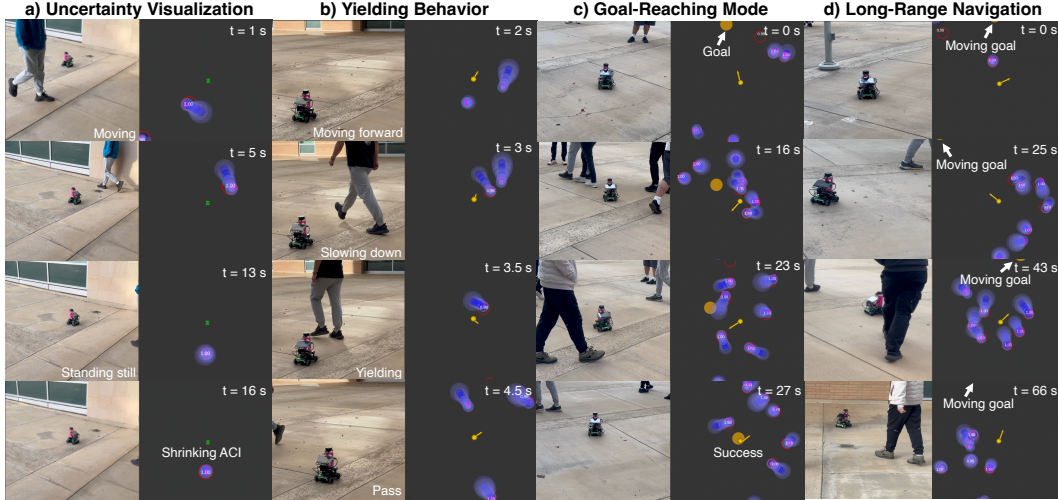 a) Uncertainty Visualization
b) Yielding Behavior
c) Goal-Reaching Mode
d) Long-Range Navigation
t = 1 s
t = 2 s
t = 0 s
t = 0 s
Goal
Moving goal
Moving
Moving forward
t = 5 s
t = 3 s
t = 16 s
t = 25 s
Moving goal
Slowing down
t = 13 s
t = 3.5 s
t = 23 s
t = 43 s
Moving goal
Standing still
Yielding
t = 16 s
t = 4.5 s
t = 27 s
t = 66 s
Moving goal
Shrinking ACI
Success
Pass